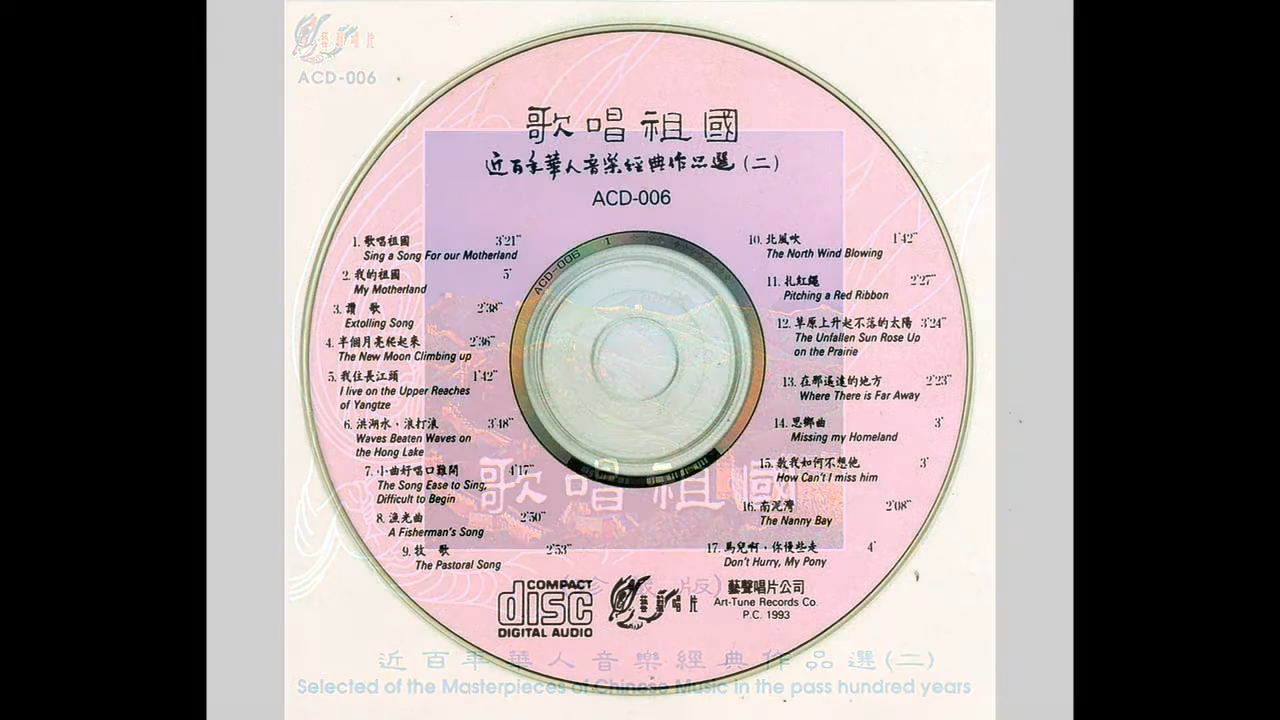 藝聲唱片
ACD-006
歌唱祖國
近百年華人音樂經典作品選(二)
ACD-006
ACD-006 1
1. 歌唱祖國 3'21"
Sing a Song For our Motherland
2. 我的祖國 5'
My Motherland
3. 讚 歌 2'38"
Extolling Song
4. 半個月亮爬起來 2'36"
The New Moon Climbing up
5. 我住長江頭 1'42"
I live on the Upper Reaches
of Yangtze
6. 洪湖水,浪打浪 3'48"
Waves Beaten Waves on
the Hong Lake
7. 小曲好唱口難開 4'17"
The Song Ease to Sing,
Difficult to Begin
8. 漁光曲 2'50"
A Fisherman's Song
9. 牧 歌 2'53"
The Pastoral Song
10. 北風吹 1'42"
The North Wind Blowing
11. 扎紅繩 2'27"
Pitching a Red Ribbon
12. 草原上升起不落的太陽 3'24"
The Unfallen Sun Rose Up
on the Prairie
13. 在那遙遠的地方 2'23"
Where There is Far Away
14. 思鄉曲 3'
Missing my Homeland
15. 教我如何不想他 3'
How Can't I miss him
16. 南泥灣 2'08"
The Nanny Bay
17. 馬兒啊,你慢些走 4'
Don't Hurry, My Pony
歌唱祖國
COMPACT
disc
DIGITAL AUDIO
藝聲唱片
藝聲唱片公司
Art-Tune Records Co.
P.C. 1993
近百年華人音樂經典作品選(二)
Selected of the Masterpieces of Chinese Music in the pass hundred years